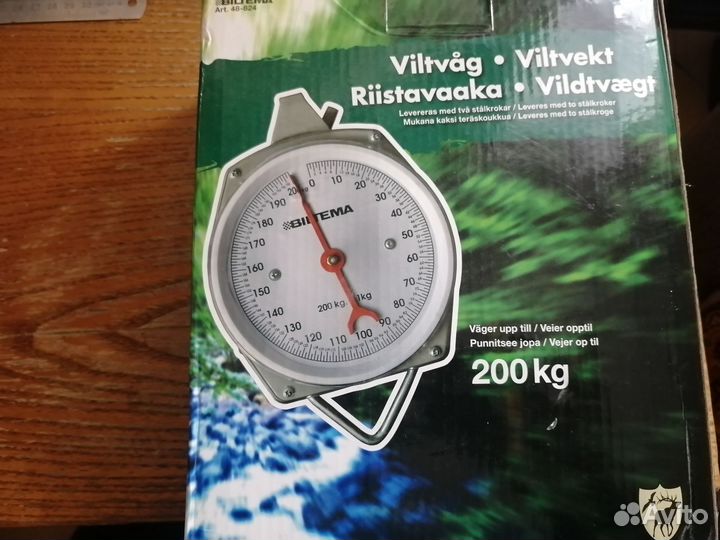 BILTEMA
Art. 48-824
Viltvåg • Viltvekt
Riistavaaka • Vildtvægt
Levereras med två stålkrokar / Leveres med to stålkroker
Mukana kaksi teräskoukkua / Leveres med to stålkroge
0
10
20
30
40
50
60
70
80
90
100
110
120
130
140
150
160
170
180
190
BILTEMA
200 kg
1kg
Väger upp till / Veier opptil
Punnitsee jopa / Vejer op til
200 kg
Avito